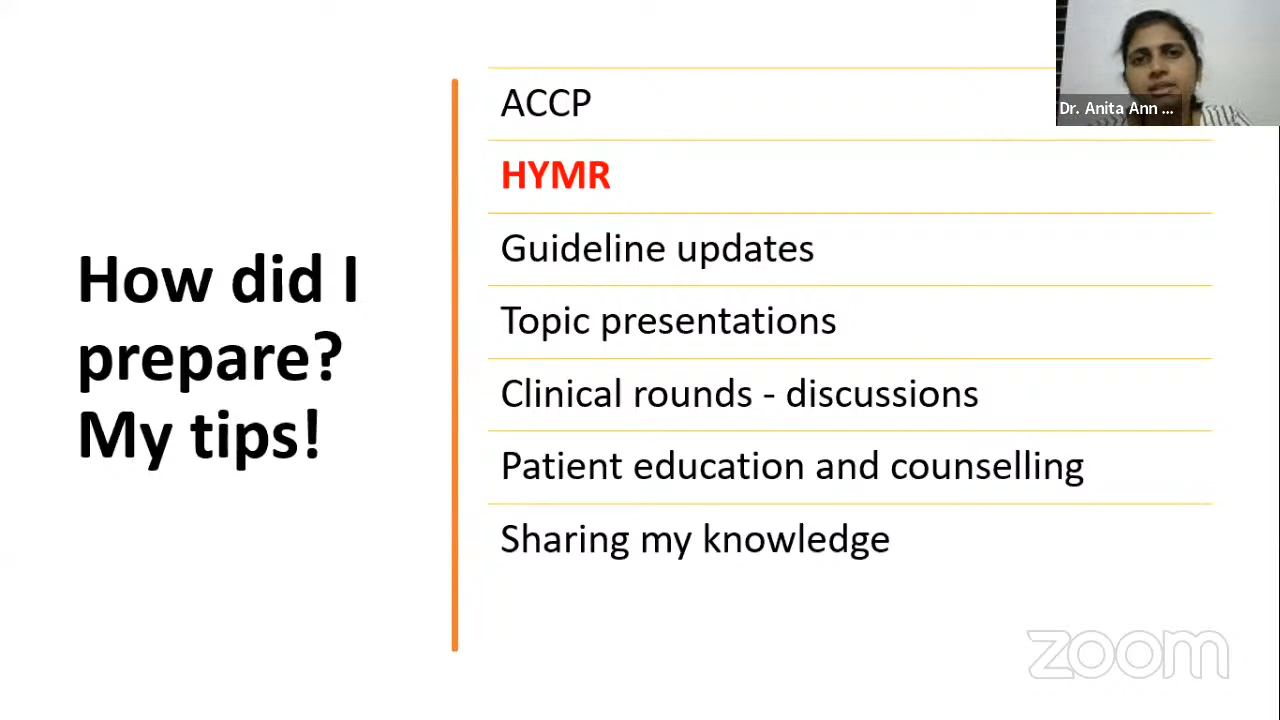 How did I
prepare?
My tips!
ACCP
HYMR
Guideline updates
Topic presentations
Clinical rounds - discussions
Patient education and counselling
Sharing my knowledge
Dr. Anita Ann ...
zoom